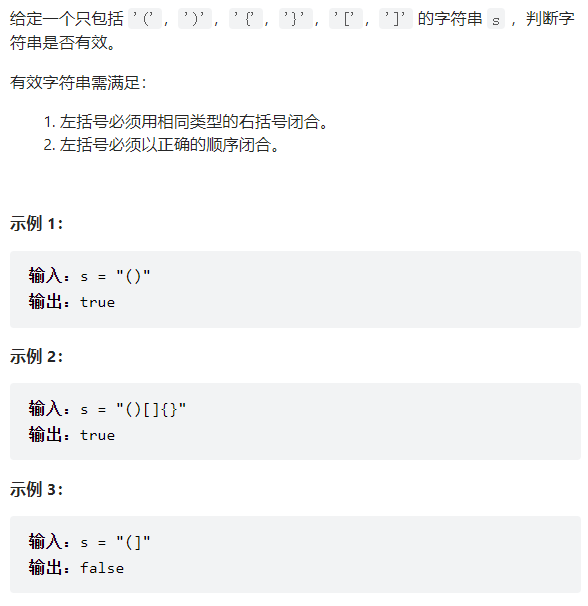 给定一个只包括 '(', ')', '{', '}', '[', ']' 的字符串 s ，判断字
符串是否有效。
有效字符串需满足：
1. 左括号必须用相同类型的右括号闭合。
2. 左括号必须以正确的顺序闭合。
示例 1：
输入：s = "()"
输出：true
示例 2：
输入：s = "()[]{}"
输出：true
示例 3：
输入：s = "(]"
输出：false